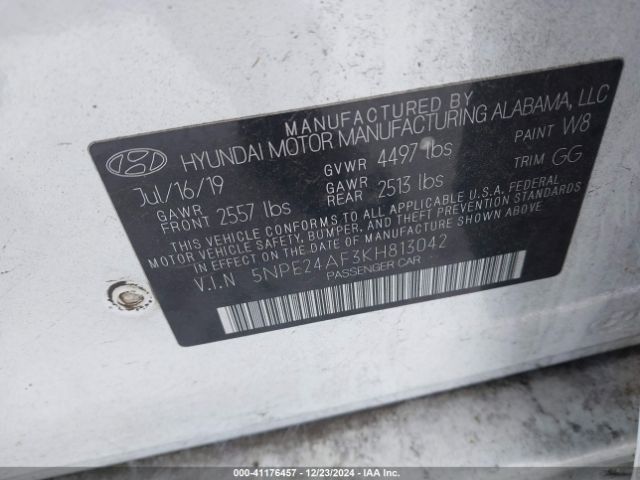 MANUFACTURED BY
HYUNDAI MOTOR MANUFACTURING ALABAMA, LLC
Jul/16/19 GVWR 4497 lbs PAINT W8
GAWR FRONT 2557 lbs GAWR REAR 2513 lbs TRIM GG
THIS VEHICLE CONFORMS TO ALL APPLICABLE U.S.A. FEDERAL
MOTOR VEHICLE SAFETY, BUMPER, AND THEFT PREVENTION STANDARDS
IN EFFECT ON THE DATE OF MANUFACTURE SHOWN ABOVE.
V.I.N 5NPE24AF3KH813042
PASSENGER CAR
000-41176457 - 12/23/2024 - IAA Inc.